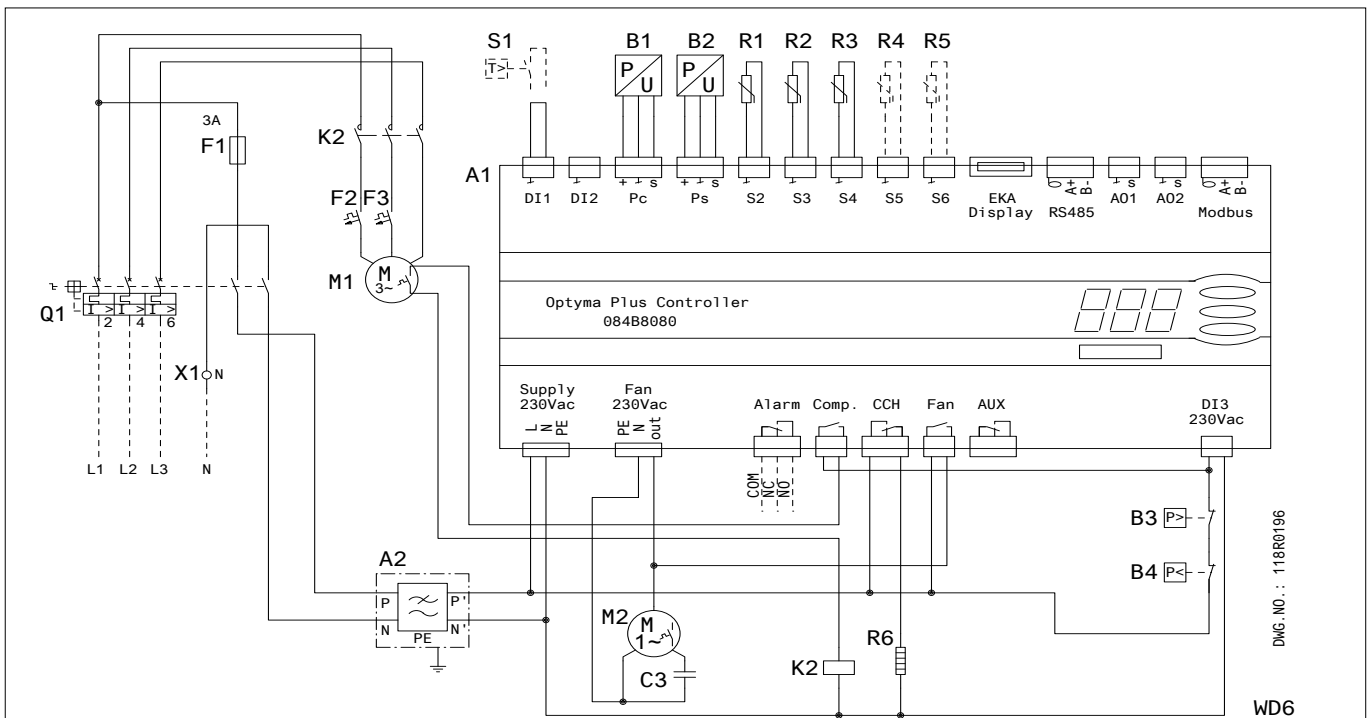 S1 B1 B2 R1 R2 R3 R4 R5
T> P U P U
3A
F1
K2
A1
+ s + s O A+ B- s s O A+ B-
DI1 DI2 Pc Ps S2 S3 S4 S5 S6 EKA Display RS485 AO1 AO2 Modbus
F2 F3
M1 M 3~
Optyma Plus Controller
084B8080
Q1 I > I > I >
2 4 6
X1 N
Supply 230Vac
L N PE
Fan 230Vac
PE N out
Alarm Comp. CCH Fan AUX
DI3 230Vac
L1 L2 L3 N
COM NC NO
B3 P>
B4 P<
A2
P P'
N N'
PE
M2 M 1~
C3
K2
R6
DWG.NO.: 118R0196
WD6